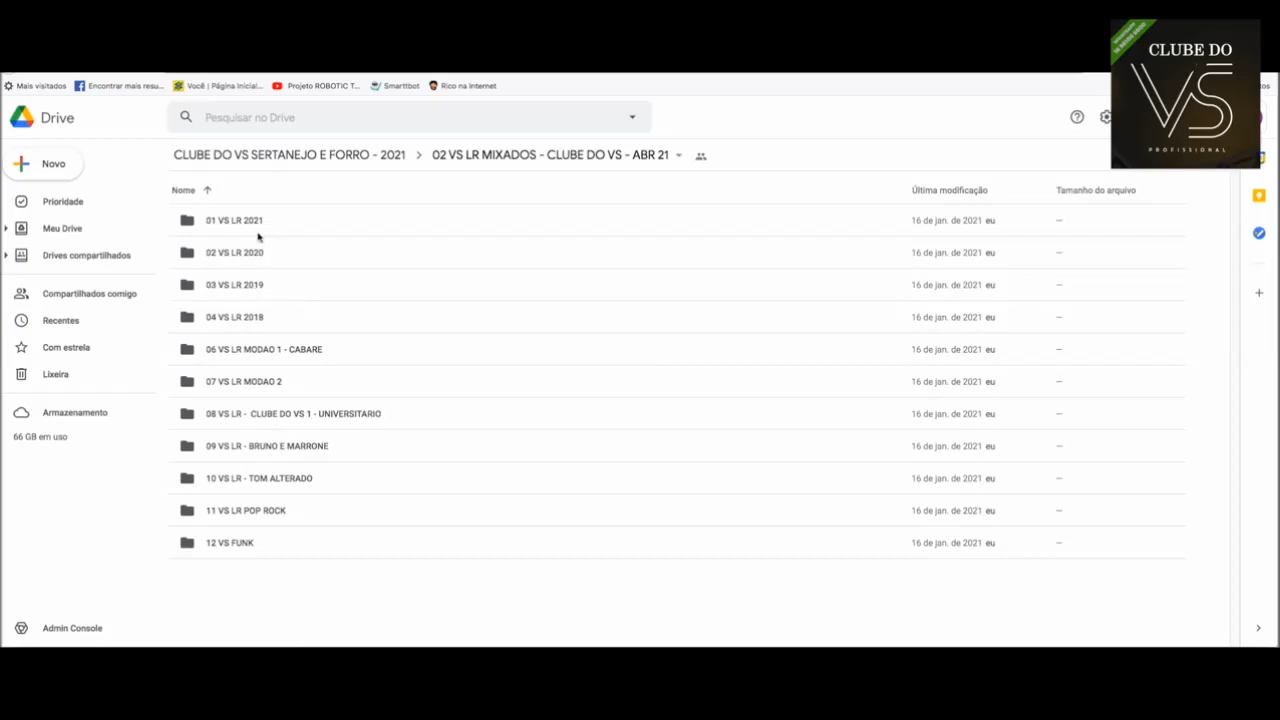 CLUBE DO
VS
PROFISSIONAL
Mais visitados
Encontrar mais resu...
Você | Página Inicial...
Projeto ROBOTIC T...
Smarttbot
Rico na Internet
Drive
Pesquisar no Drive
Novo
CLUBE DO VS SERTANEJO E FORRO - 2021 > 02 VS LR MIXADOS - CLUBE DO VS - ABR 21
Nome
Última modificação
Tamanho do arquivo
Prioridade
Meu Drive
Drives compartilhados
Compartilhados comigo
Recentes
Com estrela
Lixeira
Armazenamento
66 GB em uso
Admin Console
01 VS LR 2021 16 de jan. de 2021 eu —
02 VS LR 2020 16 de jan. de 2021 eu —
03 VS LR 2019 16 de jan. de 2021 eu —
04 VS LR 2018 16 de jan. de 2021 eu —
06 VS LR MODAO 1 - CABARE 16 de jan. de 2021 eu —
07 VS LR MODAO 2 16 de jan. de 2021 eu —
08 VS LR - CLUBE DO VS 1 - UNIVERSITARIO 16 de jan. de 2021 eu —
09 VS LR - BRUNO E MARRONE 16 de jan. de 2021 eu —
10 VS LR - TOM ALTERADO 16 de jan. de 2021 eu —
11 VS LR POP ROCK 16 de jan. de 2021 eu —
12 VS FUNK 16 de jan. de 2021 eu —